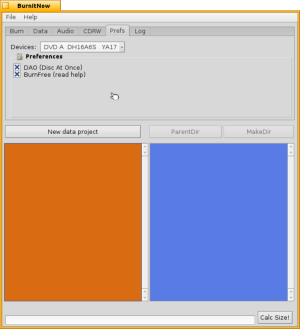 BurnItNow
File Help
Burn Data Audio CDRW Prefs Log
Devices: DVD A DH16A6S YA17
Preferences
DAO (Disc At Once)
BurnFree (read help)
New data project ParentDir MakeDir
Calc Size!